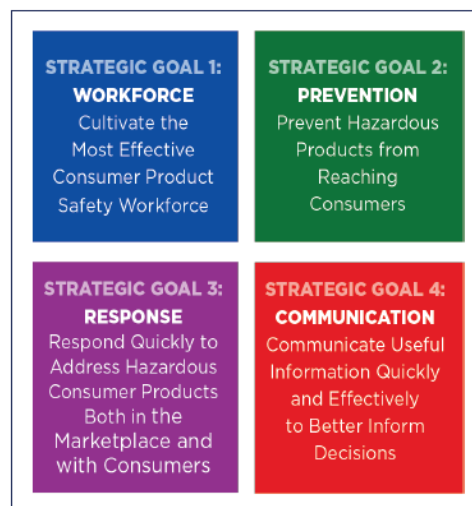 STRATEGIC GOAL 1:
WORKFORCE
Cultivate the
Most Effective
Consumer Product
Safety Workforce
STRATEGIC GOAL 2:
PREVENTION
Prevent Hazardous
Products from
Reaching
Consumers
STRATEGIC GOAL 3:
RESPONSE
Respond Quickly to
Address Hazardous
Consumer Products
Both in the
Marketplace and
with Consumers
STRATEGIC GOAL 4:
COMMUNICATION
Communicate Useful
Information Quickly
and Effectively
to Better Inform
Decisions